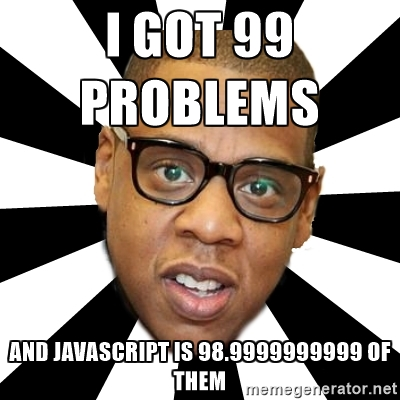 I GOT 99
PROBLEMS
AND JAVASCRIPT IS 98.9999999999 OF
THEM
memegenerator.net